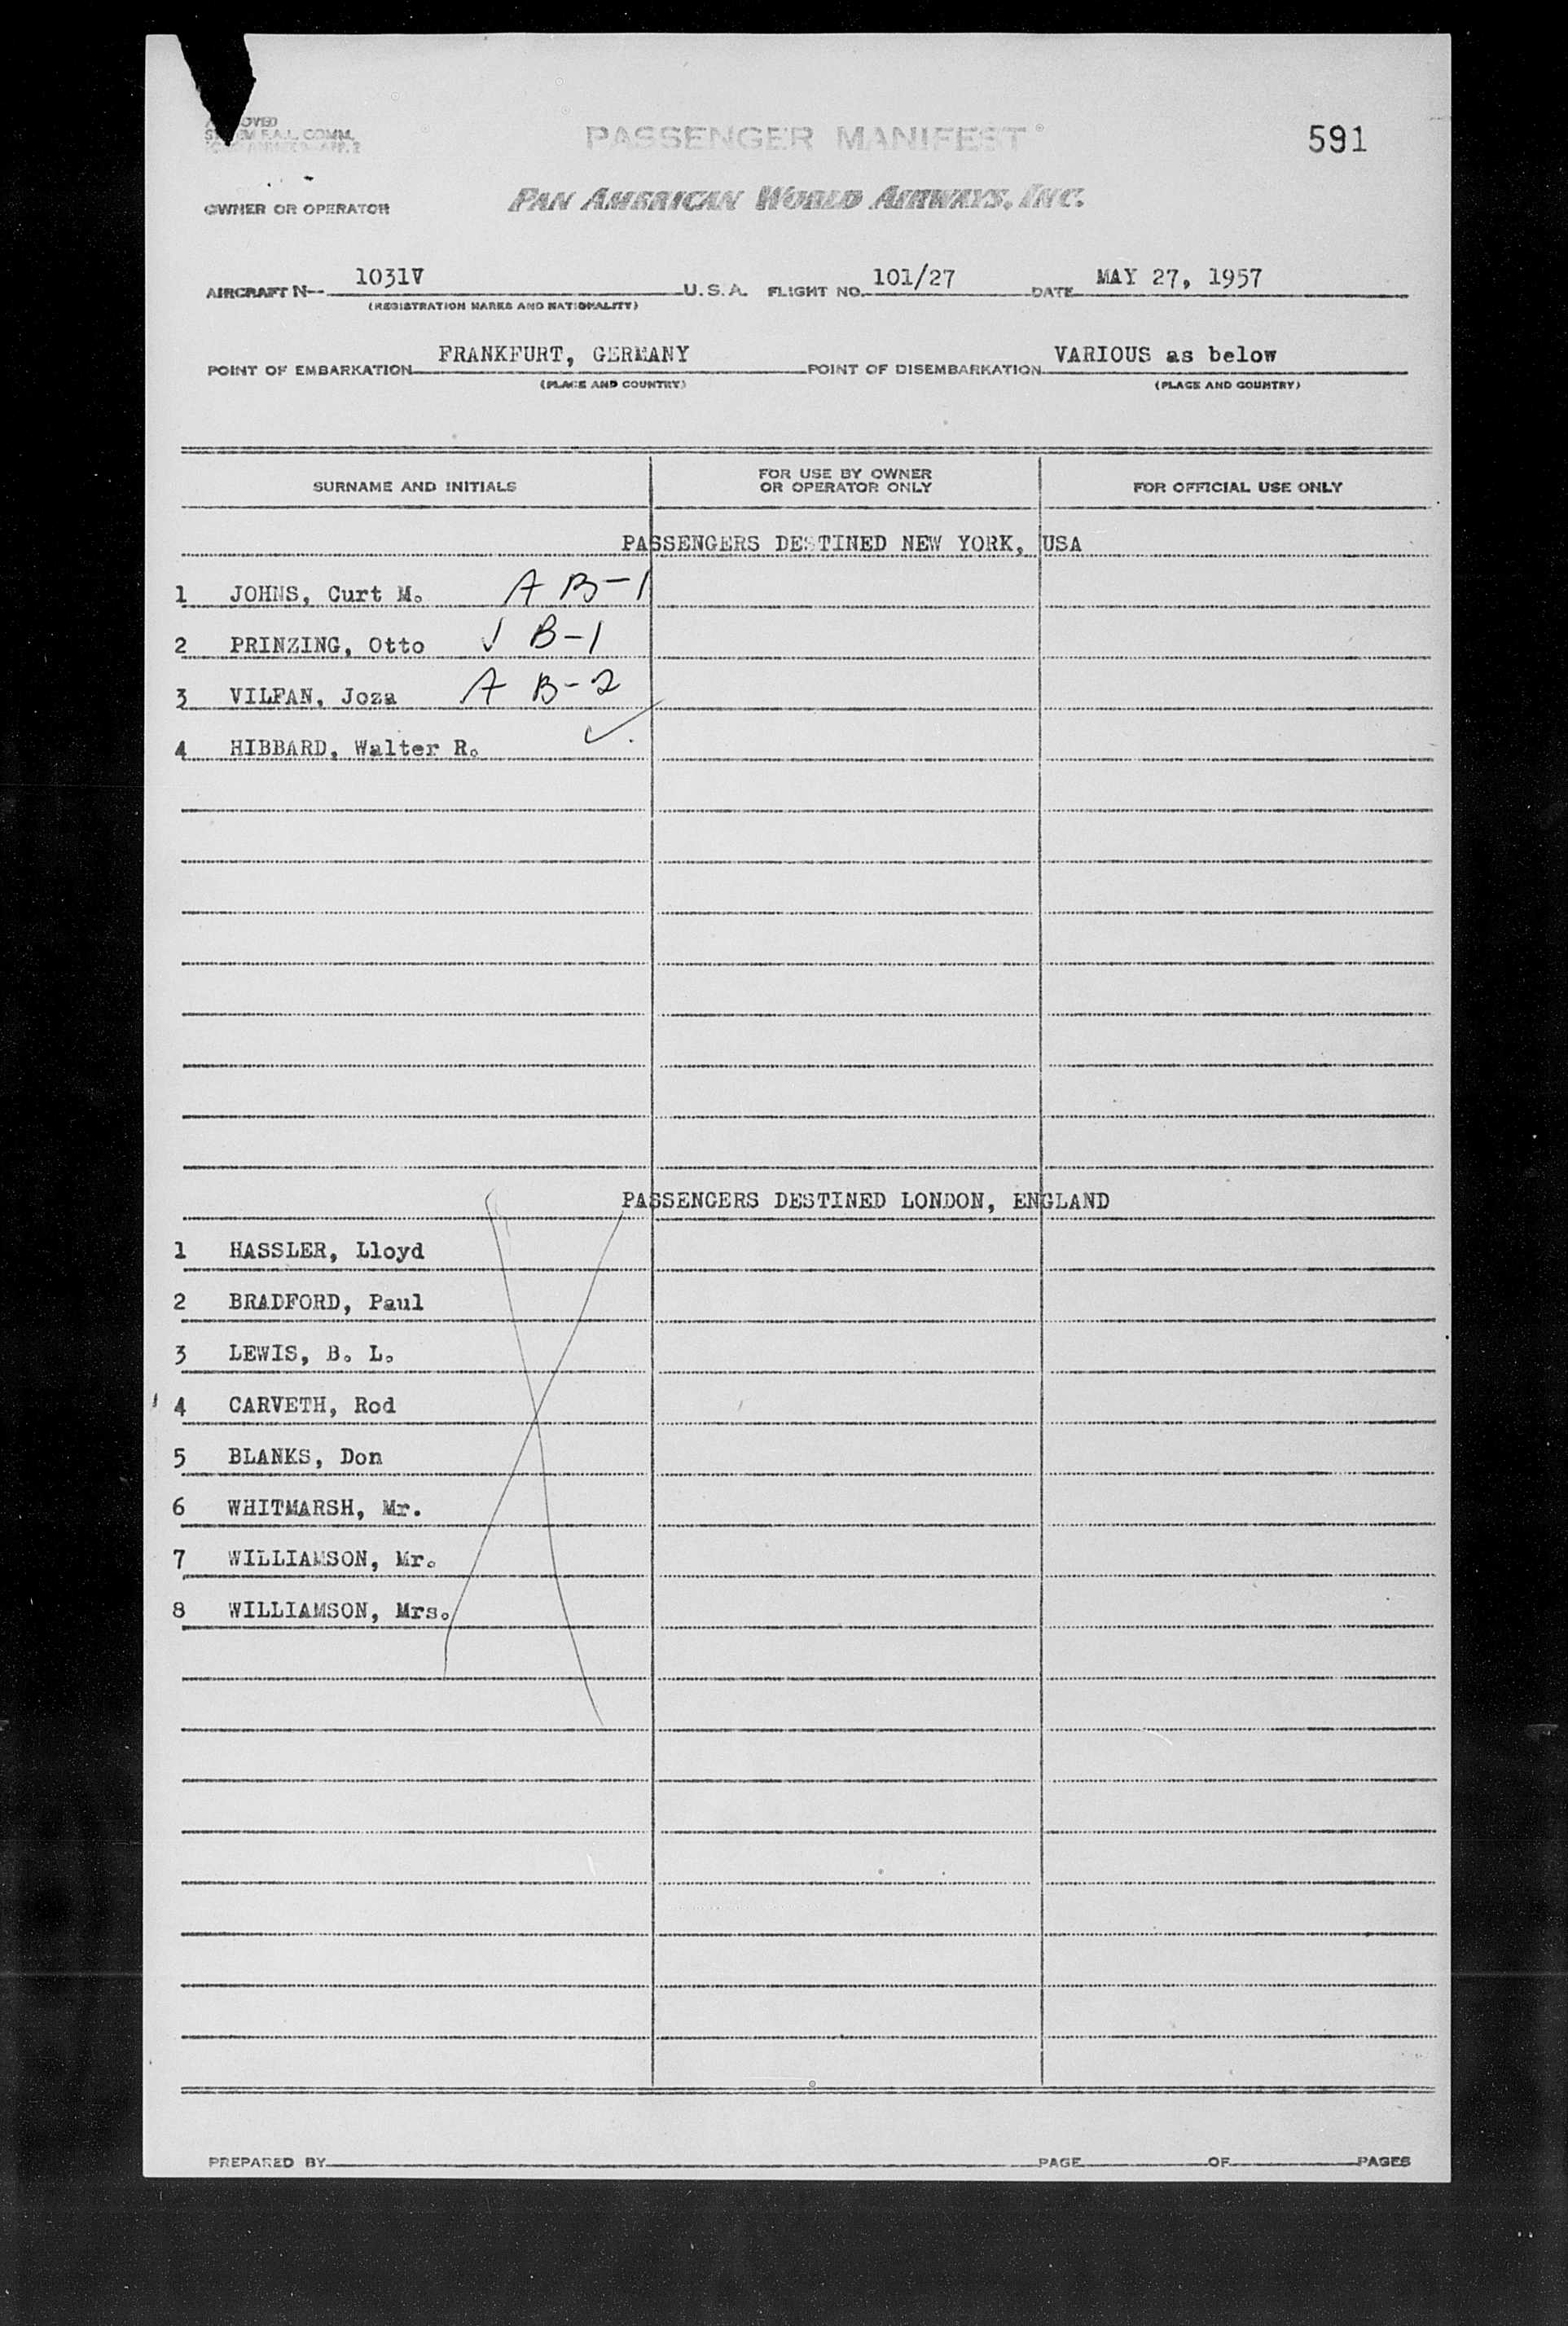 OVED
F.A.L. COMM.
PASSENGER MANIFEST
591
OWNER OR OPERATOR
PAN AMERICAN WORLD AIRWAYS, INC.
AIRCRAFT N-- 1031V U.S.A. FLIGHT NO. 101/27 DATE MAY 27, 1957
(REGISTRATION MARKS AND NATIONALITY)
POINT OF EMBARKATION FRANKFURT, GERMANY POINT OF DISEMBARKATION VARIOUS as below
(PLACE AND COUNTRY) (PLACE AND COUNTRY)
SURNAME AND INITIALS
FOR USE BY OWNER
OR OPERATOR ONLY
FOR OFFICIAL USE ONLY
PASSENGERS DESTINED NEW YORK, USA
1 JOHNS, Curt M. A B-1
2 PRINZING, Otto √ B-1
3 VILFAN, Joza A B-2
4 HIBBARD, Walter R. ✓
PASSENGERS DESTINED LONDON, ENGLAND
1 HASSLER, Lloyd
2 BRADFORD, Paul
3 LEWIS, B. L.
4 CARVETH, Rod
5 BLANKS, Don
6 WHITMARSH, Mr.
7 WILLIAMSON, Mr.
8 WILLIAMSON, Mrs.
PREPARED BY PAGE OF PAGES